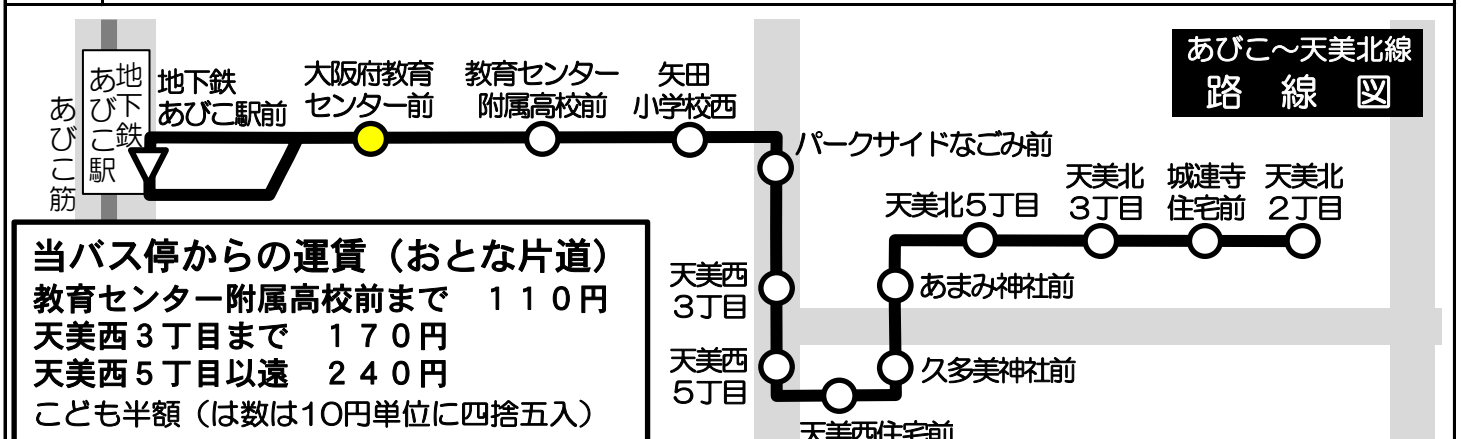 あびこ～天美北線
路線図
あびこ筋
地下鉄
あびこ駅
地下鉄
あびこ駅前
大阪府教育
センター前
教育センター
附属高校前
矢田
小学校西
パークサイドなごみ前
天美西
3丁目
天美西
5丁目
天美西住宅前
久多美神社前
あまみ神社前
天美北5丁目
天美北
3丁目
城連寺
住宅前
天美北
2丁目
当バス停からの運賃（おとな片道）
教育センター附属高校前まで　１１０円
天美西３丁目まで　１７０円
天美西５丁目以遠　２４０円
こども半額（は数は10円単位に四捨五入）